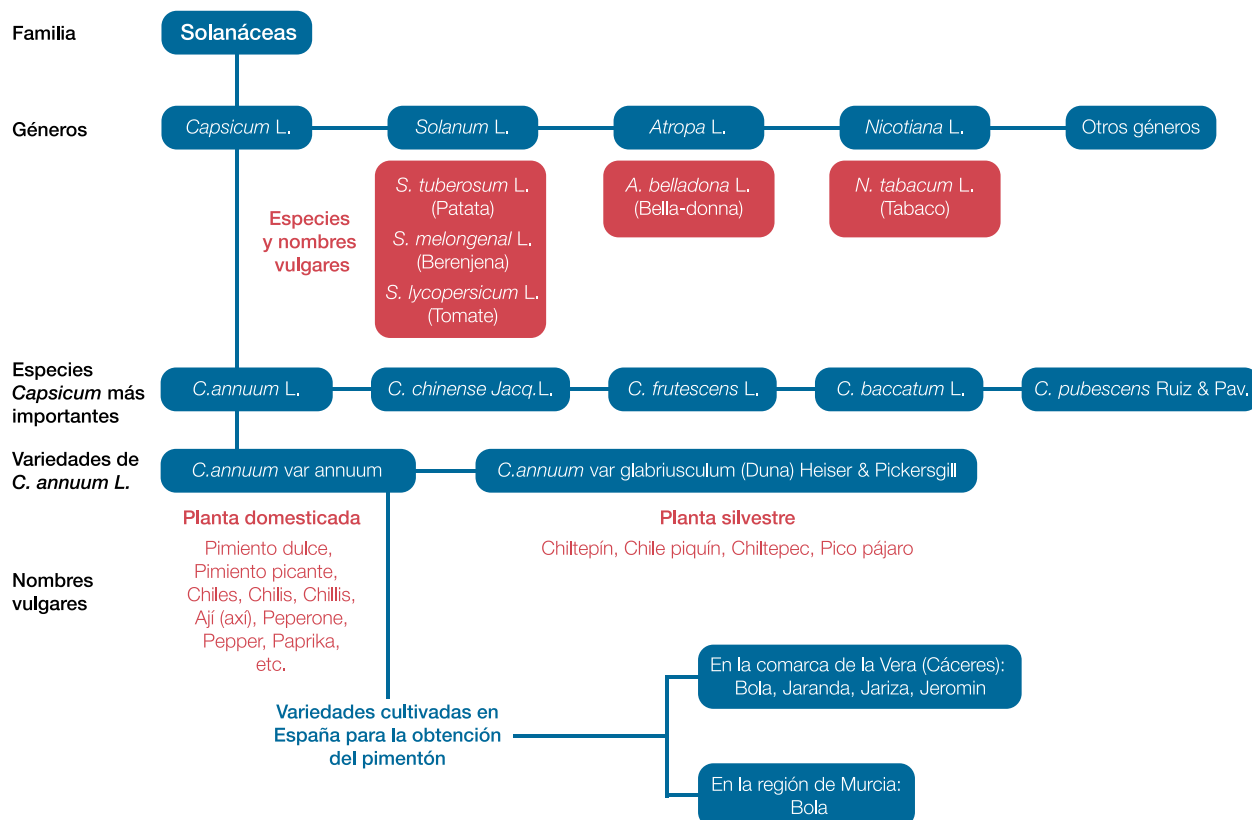 Familia
Solanáceas
Géneros
Capsicum L.
Solanum L.
Atropa L.
Nicotiana L.
Otros géneros
Especies
y nombres
vulgares
S. tuberosum L.
(Patata)
S. melongenal L.
(Berenjena)
S. lycopersicum L.
(Tomate)
A. belladona L.
(Bella-donna)
N. tabacum L.
(Tabaco)
Especies
Capsicum más
importantes
C.annuum L.
C. chinense Jacq.L.
C. frutescens L.
C. baccatum L.
C. pubescens Ruiz & Pav.
Variedades de
C. annuum L.
C.annuum var annuum
C.annuum var glabriusculum (Duna) Heiser & Pickersgill
Nombres
vulgares
Planta domesticada
Pimiento dulce,
Pimiento picante,
Chiles, Chilis, Chillis,
Ají (axí), Peperone,
Pepper, Paprika,
etc.
Planta silvestre
Chiltepín, Chile piquín, Chiltepec, Pico pájaro
Variedades cultivadas en
España para la obtención
del pimentón
En la comarca de la Vera (Cáceres):
Bola, Jaranda, Jariza, Jeromin
En la región de Murcia:
Bola